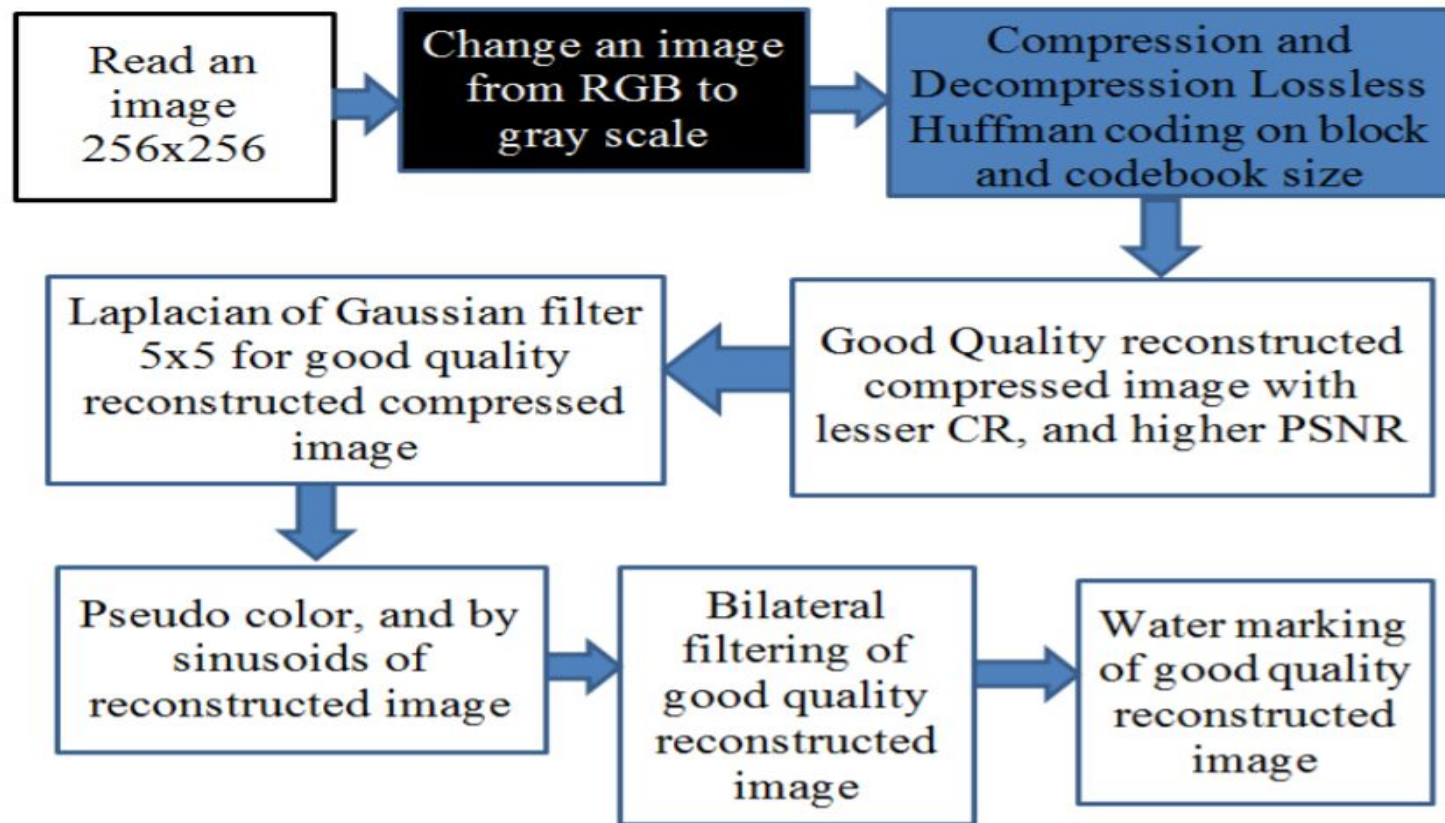 Read an
image
256x256
Change an image
from RGB to
gray scale
Compression and
Decompression Lossless
Huffman coding on block
and codebook size
Good Quality reconstructed
compressed image with
lesser CR, and higher PSNR
Laplacian of Gaussian filter
5x5 for good quality
reconstructed compressed
image
Pseudo color, and by
sinusoids of
reconstructed image
Bilateral
filtering of
good quality
reconstructed
image
Water marking
of good quality
reconstructed
image